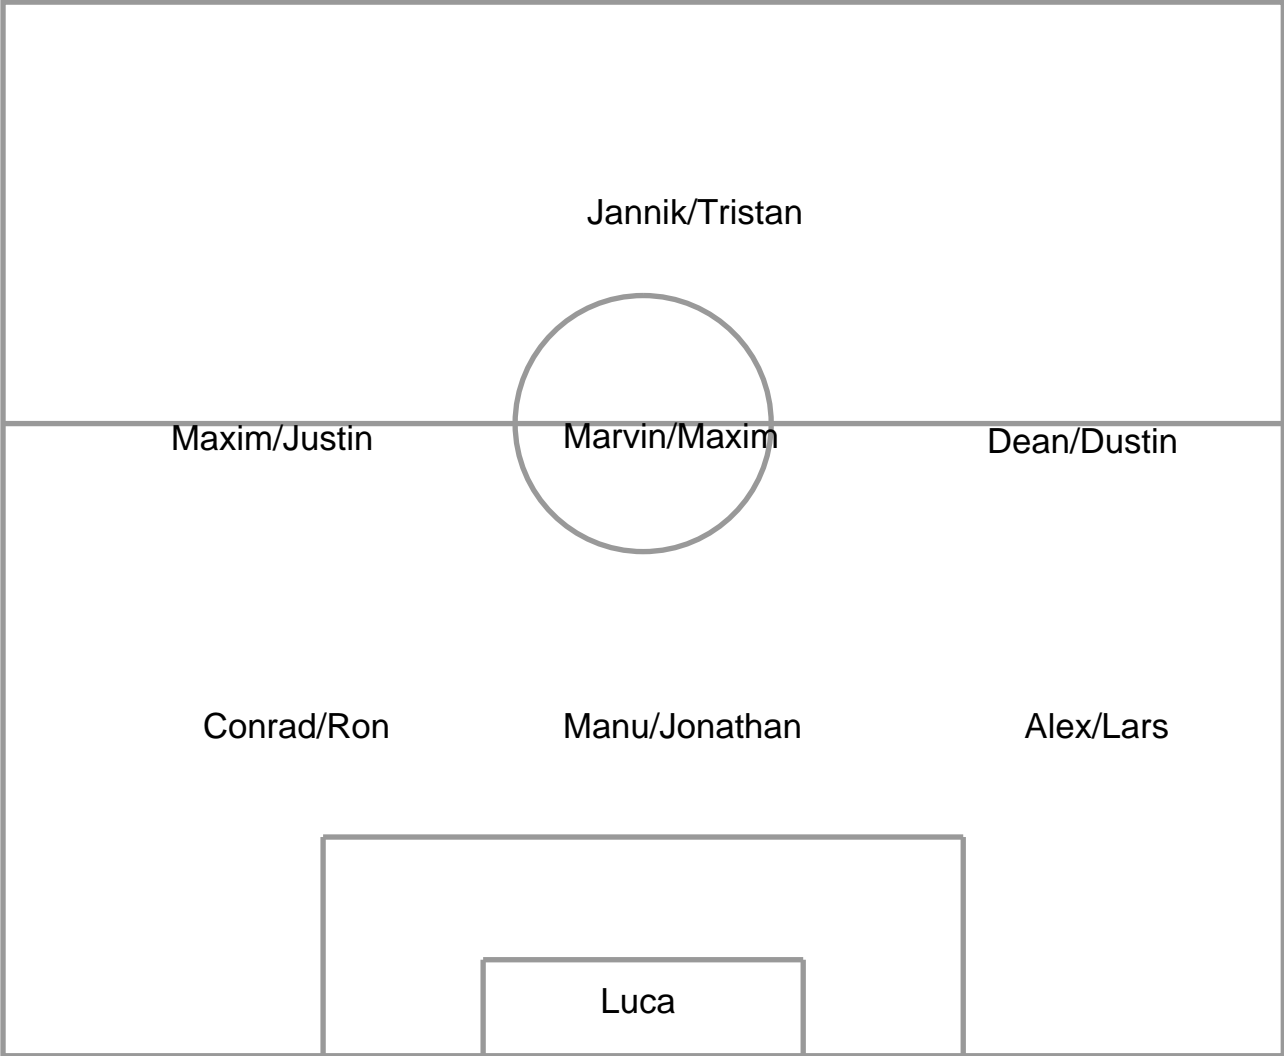 Jannik/Tristan
Maxim/Justin
Marvin/Maxim
Dean/Dustin
Conrad/Ron
Manu/Jonathan
Alex/Lars
Luca